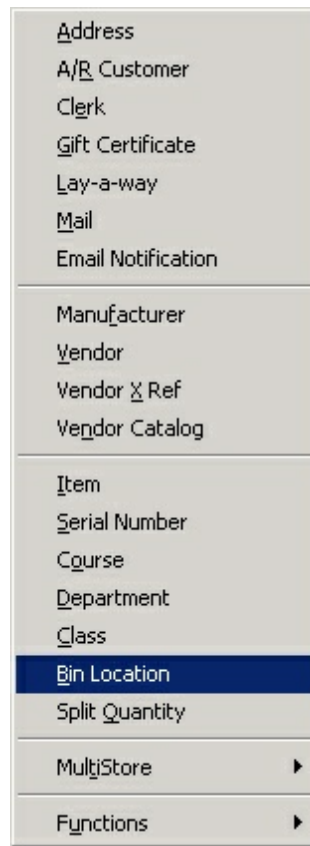 Address
A/R Customer
Clerk
Gift Certificate
Lay-a-way
Mail
Email Notification
Manufacturer
Vendor
Vendor X Ref
Vendor Catalog
Item
Serial Number
Course
Department
Class
Bin Location
Split Quantity
MultiStore
Functions